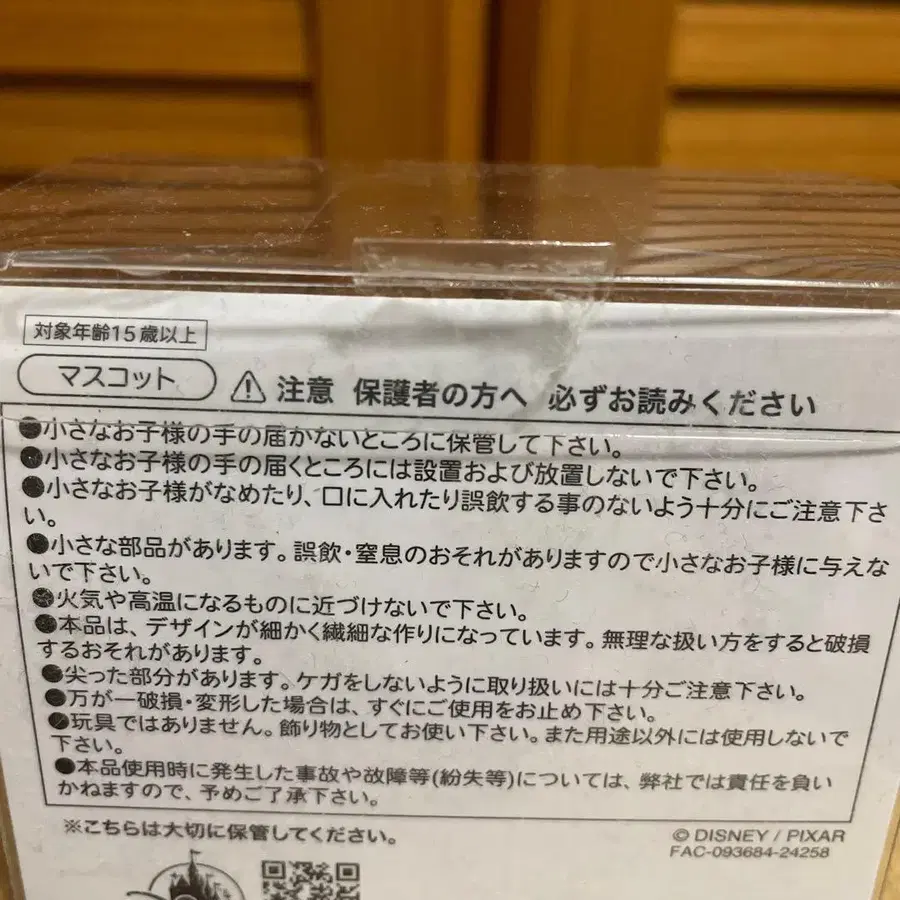 対象年齢15歳以上
マスコット
注意 保護者の方へ 必ずお読みください
●小さなお子様の手の届かないところに保管して下さい。
●小さなお子様の手の届くところには設置および放置しないで下さい。
●小さなお子様がなめたり、口に入れたり誤飲する事のないよう十分にご注意下さ
い。
●小さな部品があります。誤飲・窒息のおそれがありますので小さなお子様に与えな
いで下さい。
●火気や高温になるものに近づけないで下さい。
●本品は、デザインが細かく繊細な作りになっています。無理な扱い方をすると破損
するおそれがあります。
●尖った部分があります。ケガをしないように取り扱いには十分ご注意下さい。
●万が一破損・変形した場合は、すぐにご使用をお止め下さい。
●玩具ではありません。飾り物としてお使い下さい。また用途以外には使用しないで
下さい。
●本品使用時に発生した事故や故障等(紛失等)については、弊社では責任を負い
かねますので、予めご了承下さい。
※こちらは大切に保管してください。
© DISNEY / PIXAR
FAC-093684-24258